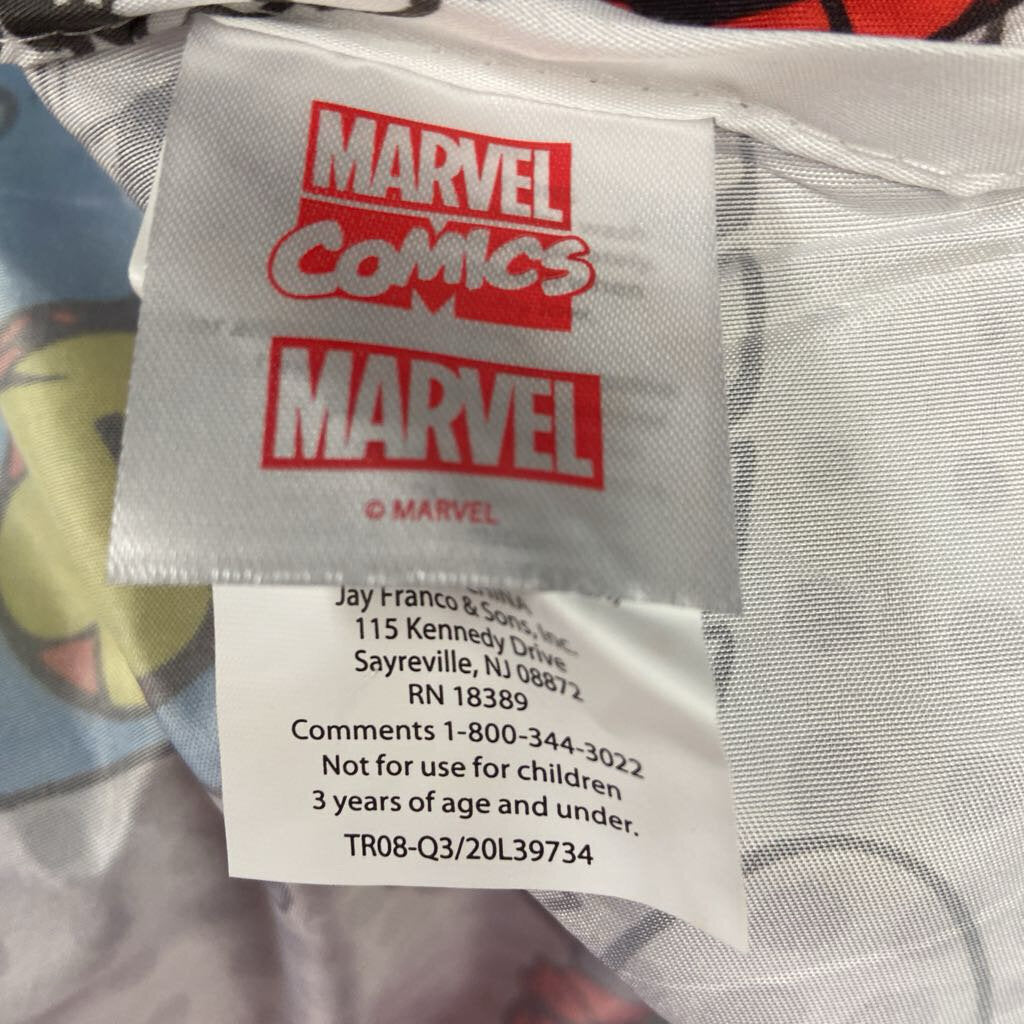 MARVEL
COMICS
MARVEL
© MARVEL
CHINA
Jay Franco & Sons, Inc.
115 Kennedy Drive
Sayreville, NJ 08872
RN 18389
Comments 1-800-344-3022
Not for use for children
3 years of age and under.
TR08-Q3/20L39734